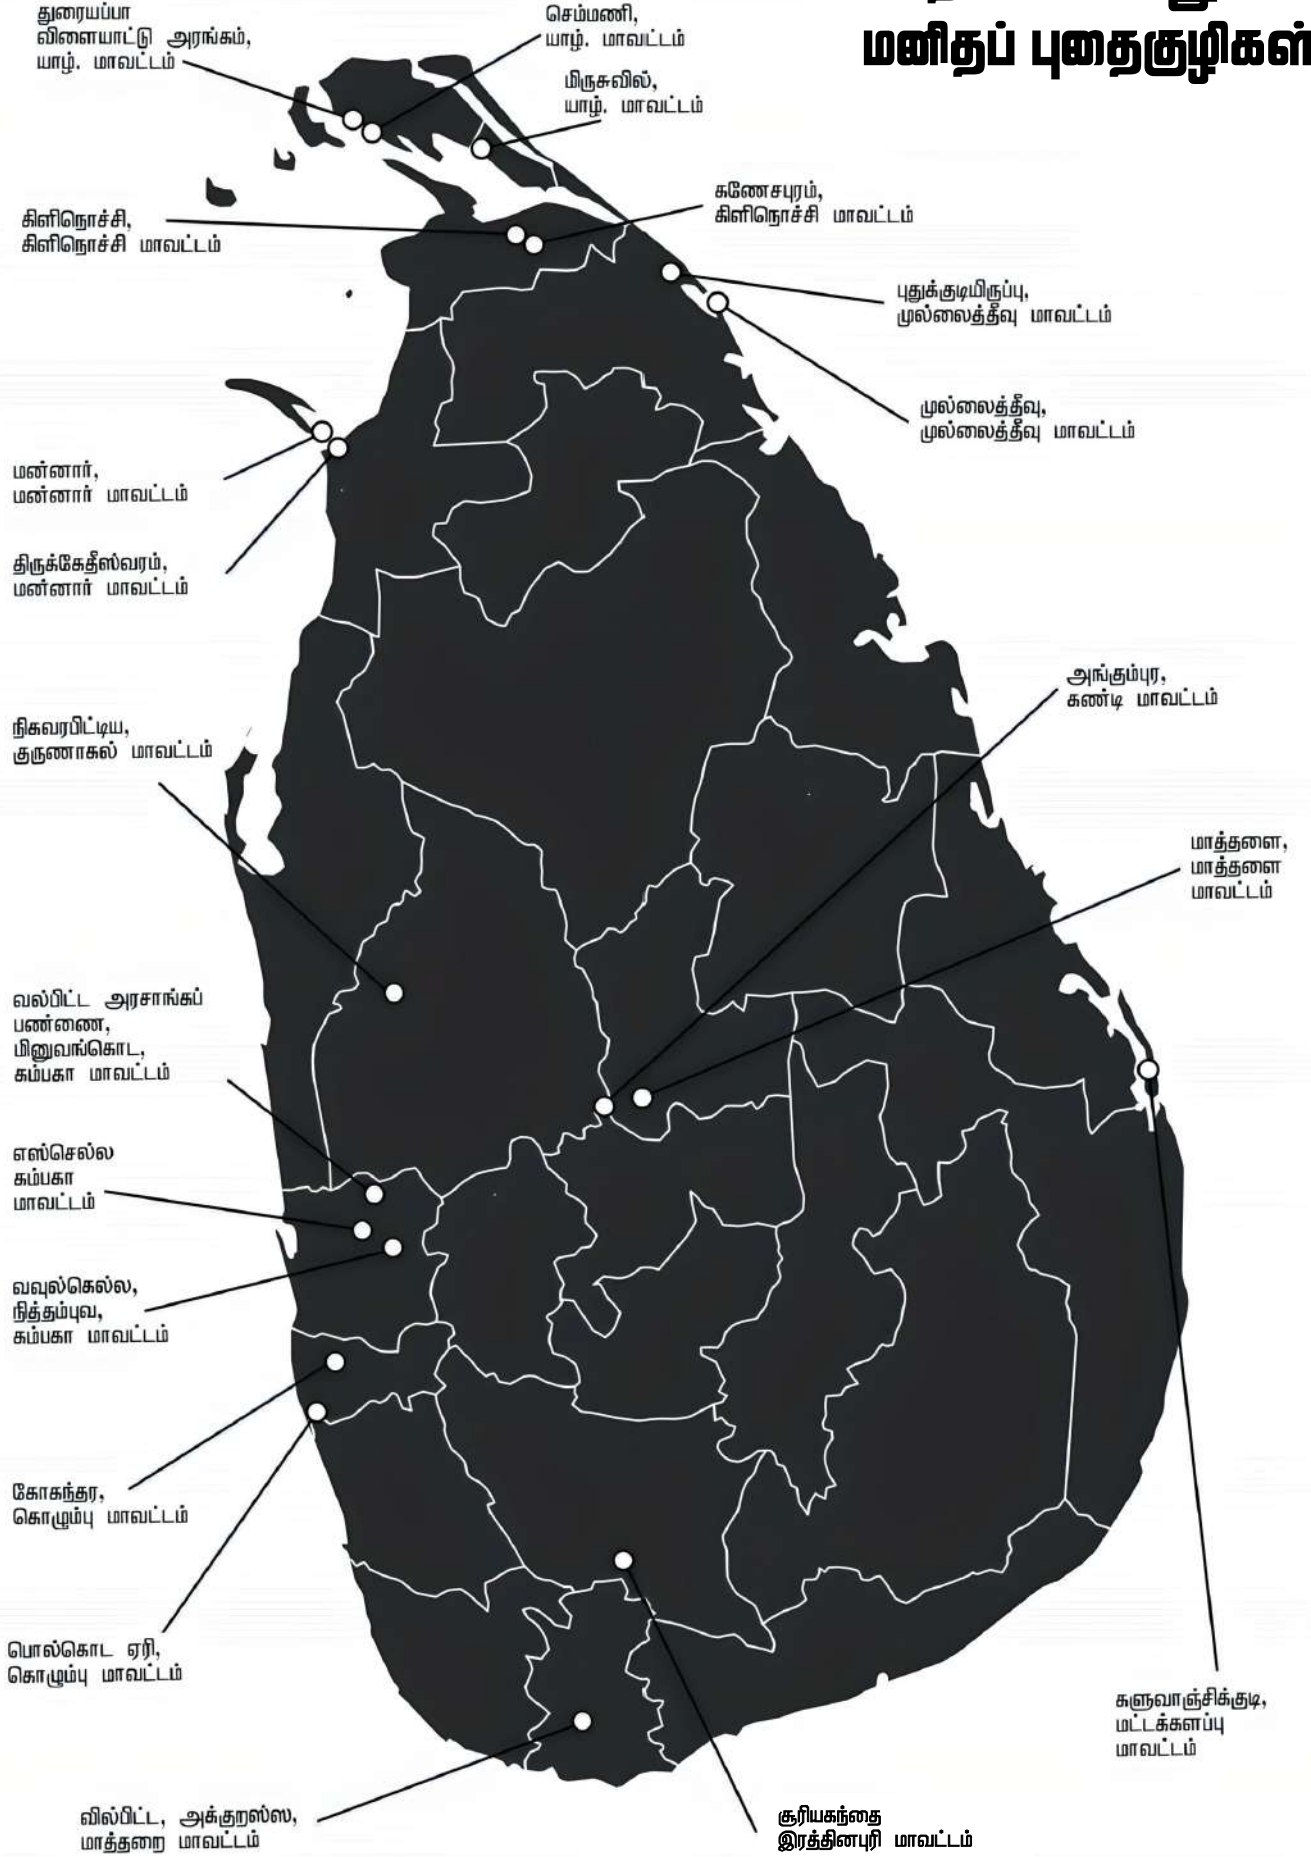 மனிதப் புதைகுழிகள்
துரையப்பா
விளையாட்டு அரங்கம்,
யாழ். மாவட்டம்
செம்மணி,
யாழ். மாவட்டம்
மிருசுவில்,
யாழ். மாவட்டம்
கணேசபுரம்,
கிளிநொச்சி மாவட்டம்
கிளிநொச்சி,
கிளிநொச்சி மாவட்டம்
புதுக்குடியிருப்பு,
முல்லைத்தீவு மாவட்டம்
முல்லைத்தீவு,
முல்லைத்தீவு மாவட்டம்
மன்னார்,
மன்னார் மாவட்டம்
திருக்கேதீஸ்வரம்,
மன்னார் மாவட்டம்
அங்கும்புர,
கண்டி மாவட்டம்
நிகவரபிட்டிய,
குருணாகல் மாவட்டம்
மாத்தளை,
மாத்தளை
மாவட்டம்
வல்பிட்ட அரசாங்கப்
பண்ணை,
மினுவங்கொட,
கம்பகா மாவட்டம்
எஸ்செல்ல
கம்பகா
மாவட்டம்
வவுல்கெல்ல,
நித்தம்புவ,
கம்பகா மாவட்டம்
கோகந்தர,
கொழும்பு மாவட்டம்
பொல்கொட ஏரி,
கொழும்பு மாவட்டம்
களுவாஞ்சிக்குடி,
மட்டக்களப்பு
மாவட்டம்
வில்பிட்ட, அக்குறஸ்ஸ,
மாத்தறை மாவட்டம்
சூரியகந்தை
இரத்தினபுரி மாவட்டம்